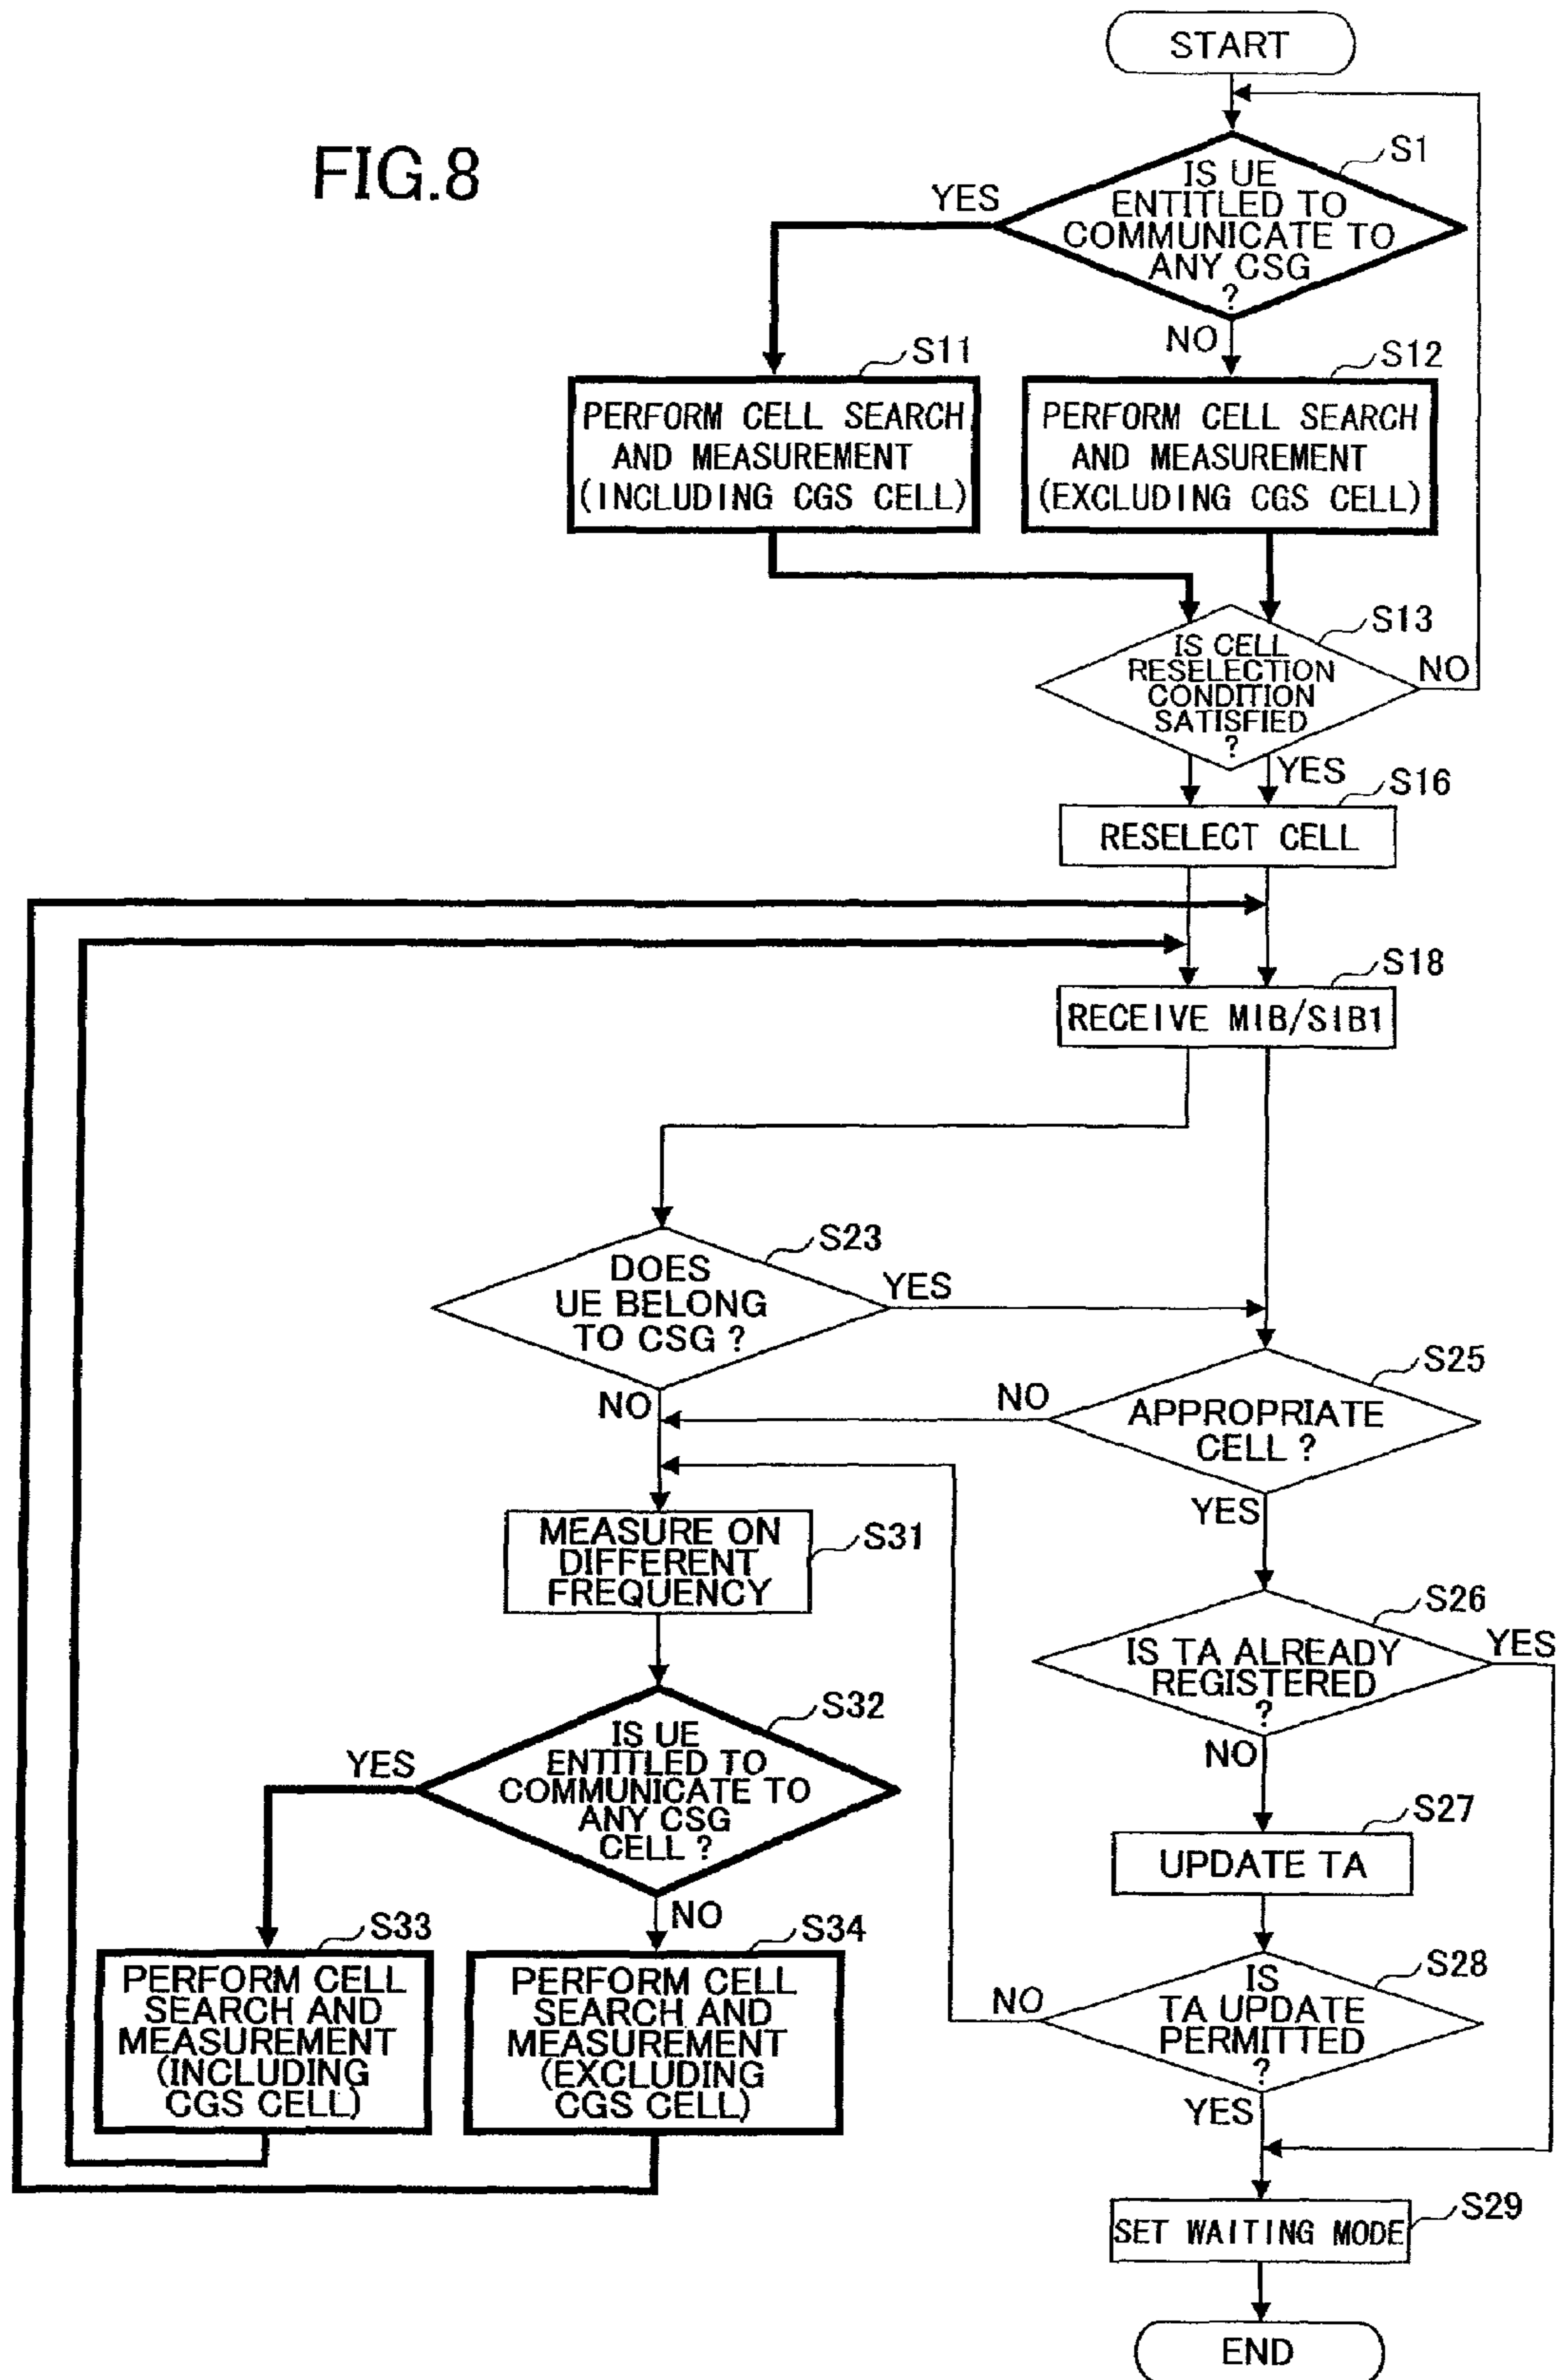 START
FIG.8
S1
IS UE
ENTITLED TO
COMMUNICATE TO
ANY CSG
?
YES
NO
S11
PERFORM CELL SEARCH
AND MEASUREMENT
(INCLUDING CGS CELL)
S12
PERFORM CELL SEARCH
AND MEASUREMENT
(EXCLUDING CGS CELL)
S13
IS CELL
RESELECTION
CONDITION
SATISFIED
?
NO
YES
S16
RESELECT CELL
S18
RECEIVE MIB/SIB1
S23
DOES
UE BELONG
TO CSG ?
YES
NO
S25
APPROPRIATE
CELL ?
NO
YES
MEASURE ON
DIFFERENT
FREQUENCY
S31
S26
IS TA ALREADY
REGISTERED
?
YES
NO
S32
IS UE
ENTITLED TO
COMMUNICATE TO
ANY CSG
CELL ?
YES
NO
S27
UPDATE TA
S33
PERFORM CELL
SEARCH AND
MEASUREMENT
(INCLUDING
CGS CELL)
S34
PERFORM CELL
SEARCH AND
MEASUREMENT
(EXCLUDING
CGS CELL)
S28
IS
TA UPDATE
PERMITTED
?
NO
YES
SET WAITING MODE
S29
END